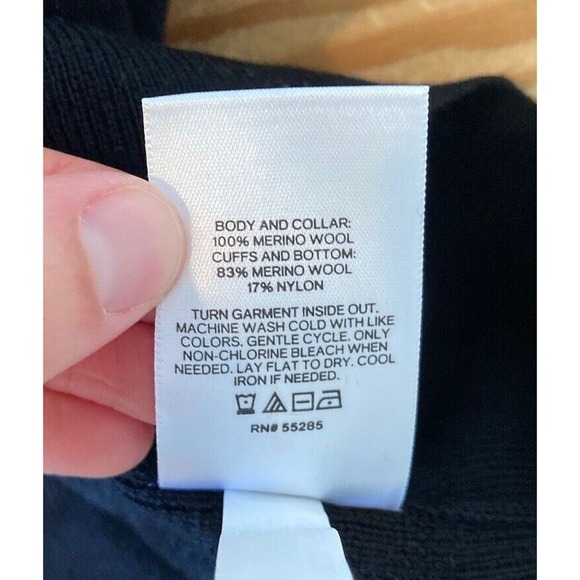 BODY AND COLLAR:
100% MERINO WOOL
CUFFS AND BOTTOM:
83% MERINO WOOL
17% NYLON
TURN GARMENT INSIDE OUT.
MACHINE WASH COLD WITH LIKE
COLORS. GENTLE CYCLE. ONLY
NON-CHLORINE BLEACH WHEN
NEEDED. LAY FLAT TO DRY. COOL
IRON IF NEEDED.
RN# 55285